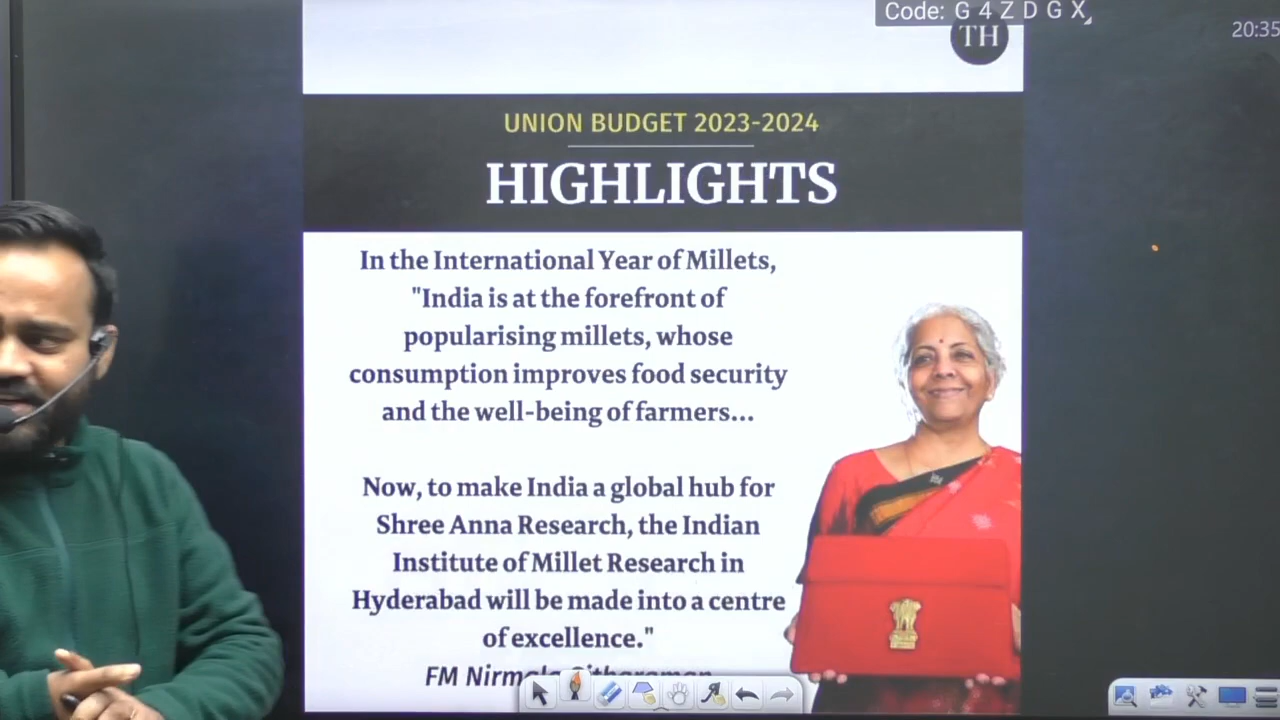 Code: G 4 Z D G X
TH
20:35
UNION BUDGET 2023-2024
HIGHLIGHTS
In the International Year of Millets,
"India is at the forefront of
popularising millets, whose
consumption improves food security
and the well-being of farmers...
Now, to make India a global hub for
Shree Anna Research, the Indian
Institute of Millet Research in
Hyderabad will be made into a centre
of excellence."
FM Nirmala Sitharaman